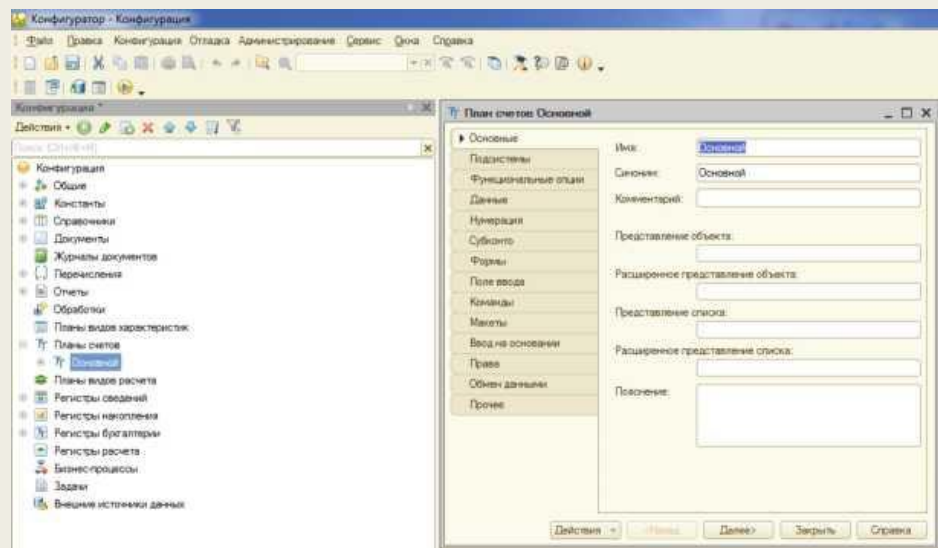 Конфигуратор - Конфигурация
Файл Правка Конфигурация Отладка Администрирование Сервис Окна Справка
Конфигурация *
Действия
Поиск (Ctrl+Alt+M)
Конфигурация
Общие
Константы
Справочники
Документы
Журналы документов
Перечисления
Отчеты
Обработки
Планы видов характеристик
Планы счетов
Основной
Планы видов расчета
Регистры сведений
Регистры накопления
Регистры бухгалтерии
Регистры расчета
Бизнес-процессы
Задачи
Внешние источники данных
План счетов Основной
Основные
Подсистемы
Функциональные опции
Данные
Нумерация
Субконто
Формы
Поле ввода
Команды
Макеты
Ввод на основании
Права
Обмен данными
Прочее
Имя: Основной
Синоним: Основной
Комментарий:
Представление объекта:
Расширенное представление объекта:
Представление списка:
Расширенное представление списка:
Пояснение:
Действия <Назад Далее> Закрыть Справка